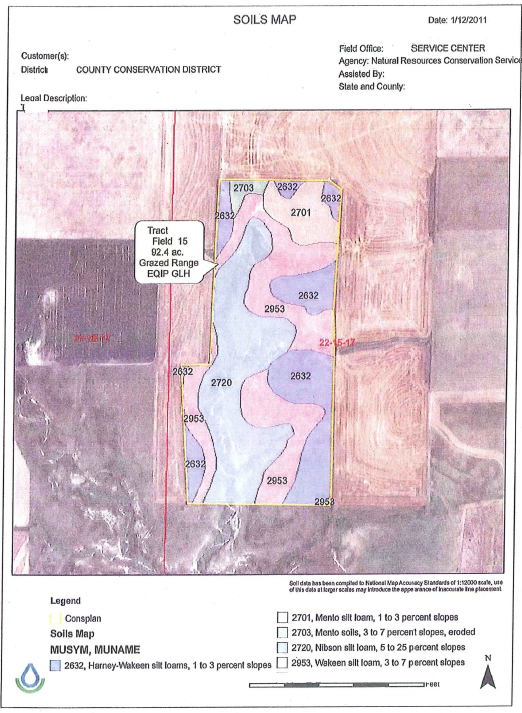 SOILS MAP
Date: 1/12/2011
Customer(s):
District COUNTY CONSERVATION DISTRICT
Field Office: SERVICE CENTER
Agency: Natural Resources Conservation Service
Assisted By:
State and County:
Legal Description:
2703
2632
2632
2632
2701
Tract
Field 15
92.4 ac.
Grazed Range
EQIP GLH
2632
2953
22-15-17
2632
2632
2720
2953
2632
2953
2953
Soil data has been compiled to National Map Accuracy Standards of 1:12000 scale, use
of this data at larger scales may introduce the appearance of inaccurate line placement.
Legend
Consplan
Soils Map
MUSYM, MUNAME
2632, Harney-Wakeen silt loams, 1 to 3 percent slopes
2701, Mento silt loam, 1 to 3 percent slopes
2703, Mento soils, 3 to 7 percent slopes, eroded
2720, Nibson silt loam, 5 to 25 percent slopes
2953, Wakeen silt loam, 3 to 7 percent slopes
N